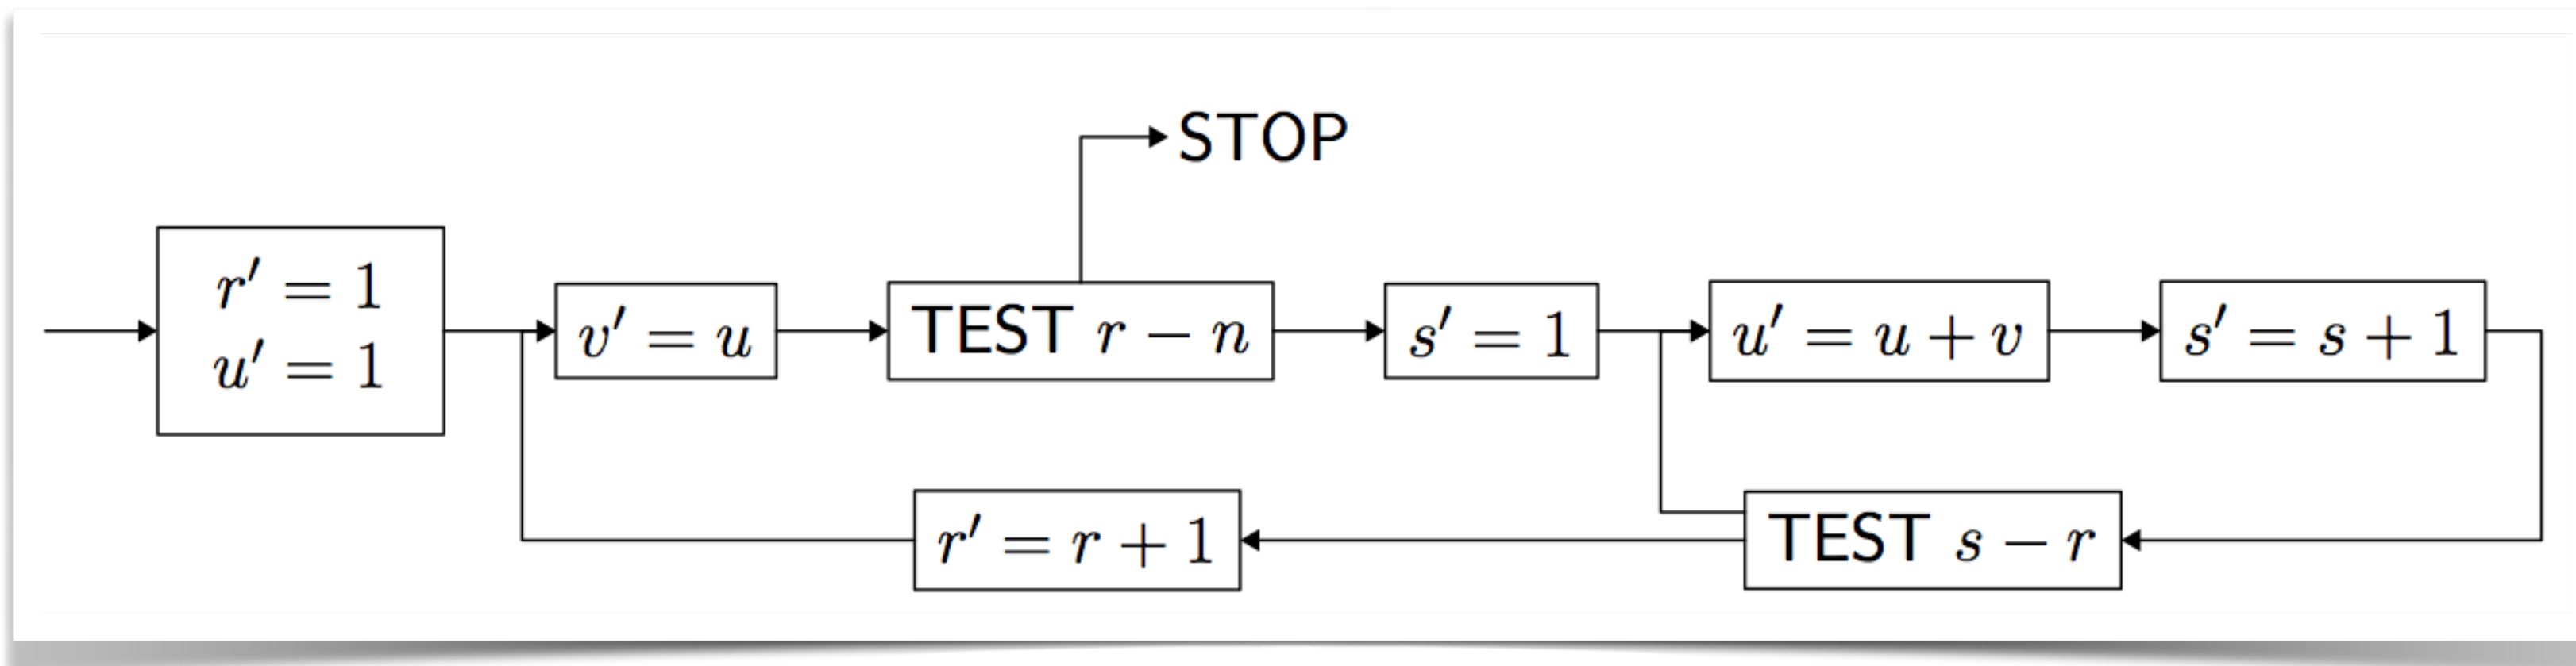 STOP
r′ = 1
u′ = 1
v′ = u
TEST r − n
s′ = 1
u′ = u + v
s′ = s + 1
r′ = r + 1
TEST s − r